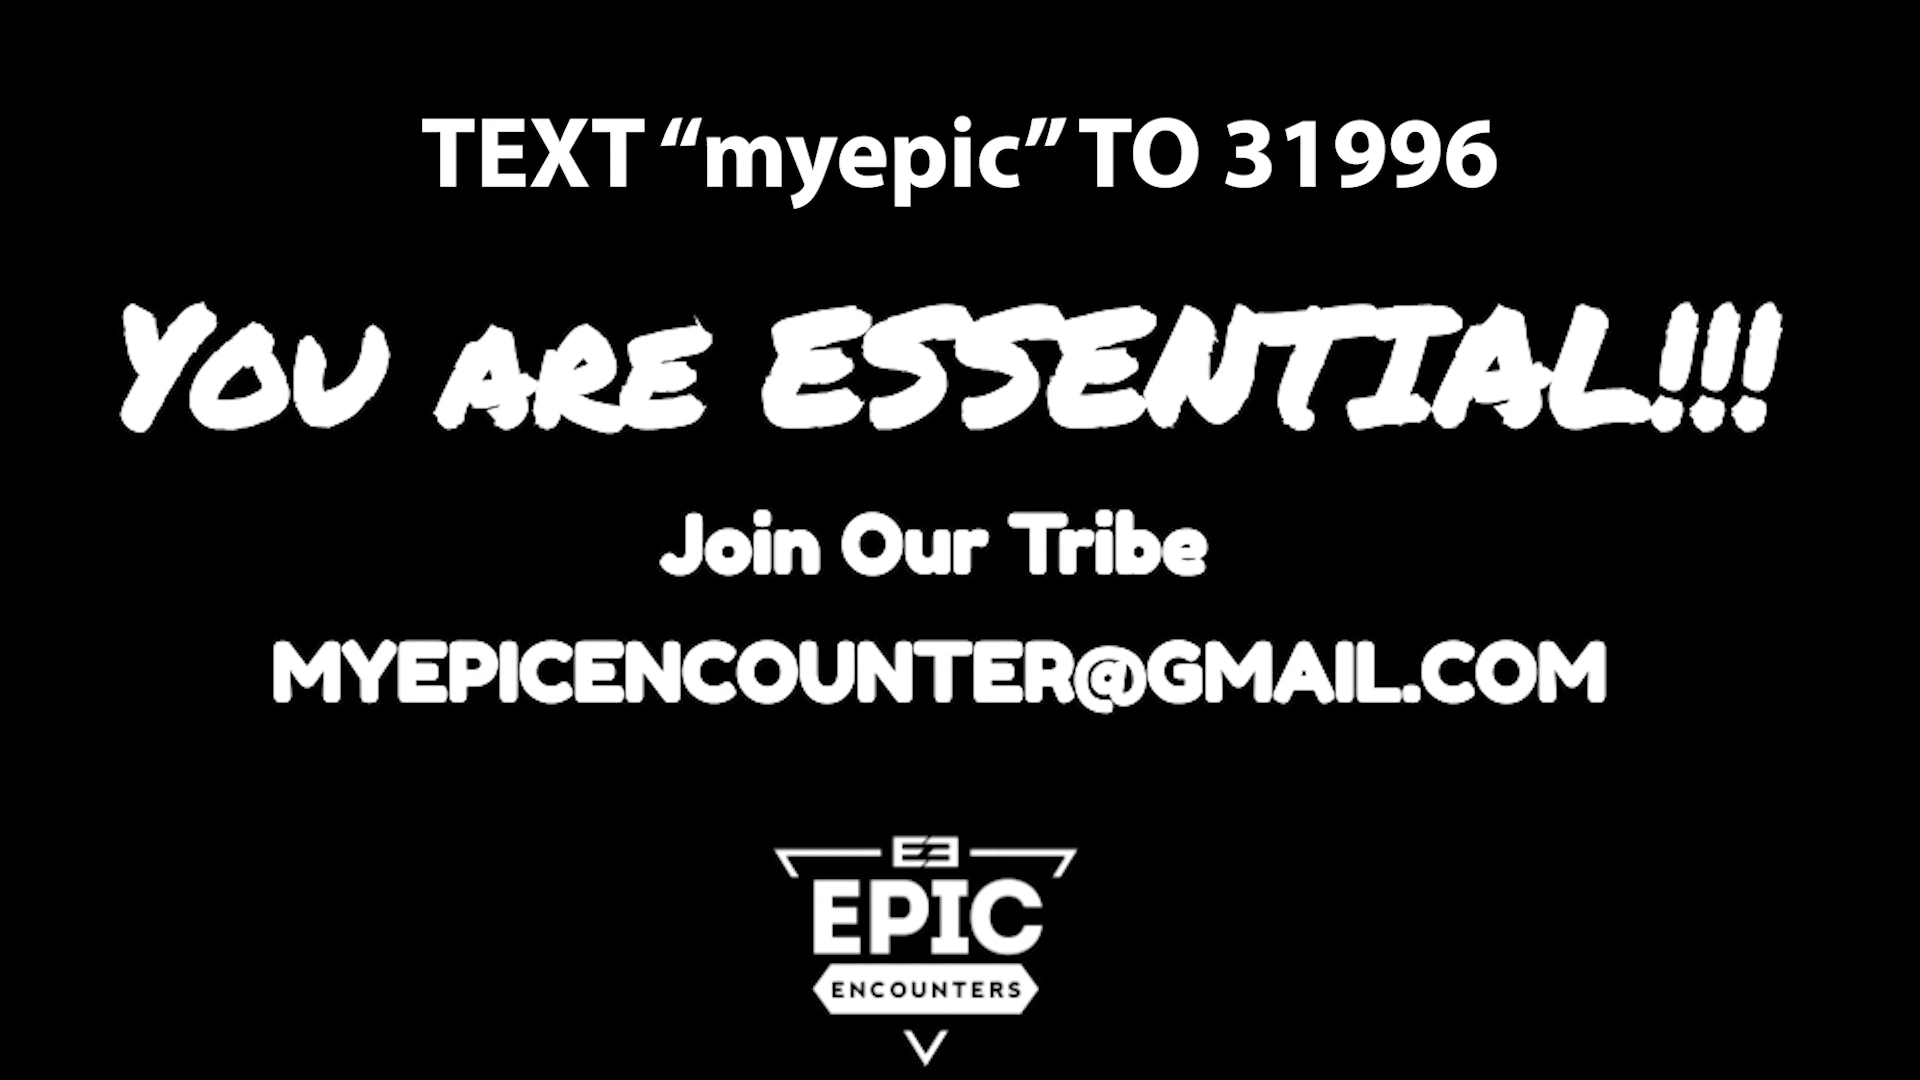 TEXT “myepic” TO 31996
YOU ARE ESSENTIAL!!!
Join Our Tribe
MYEPICENCOUNTER@GMAIL.COM
EE
EPIC
ENCOUNTERS